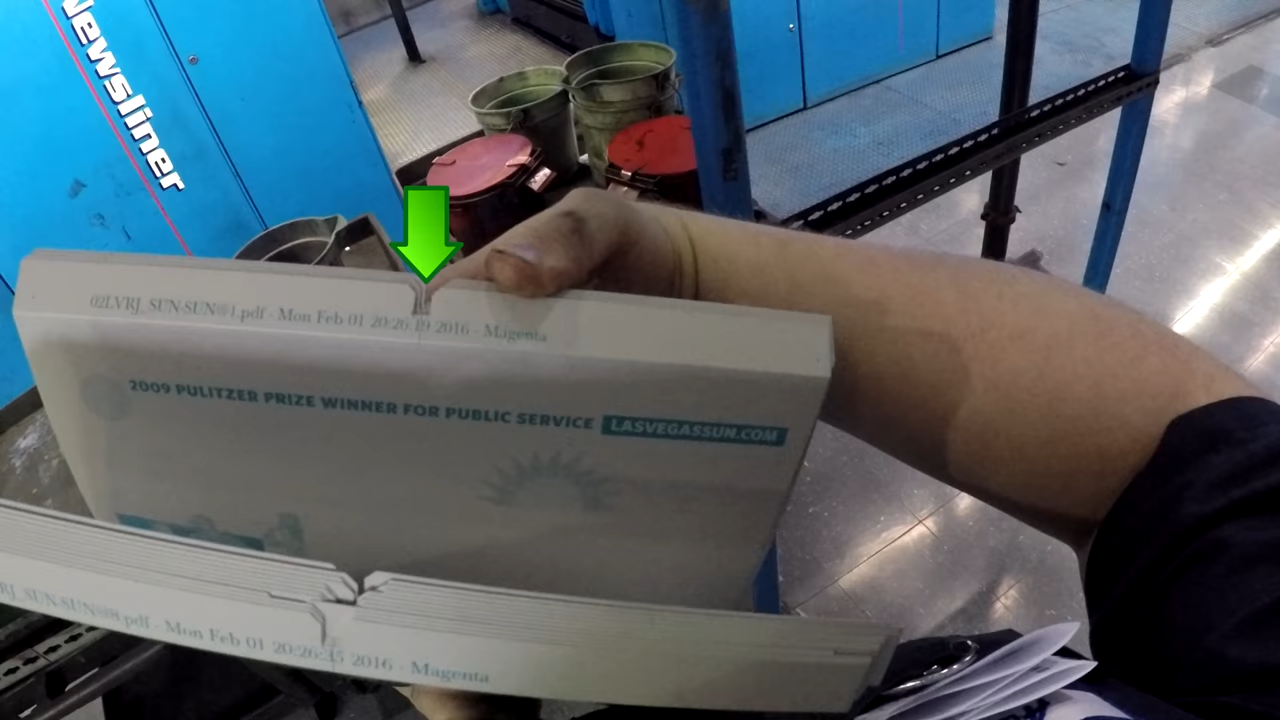 Newsliner
02LVRJ_SUN-SUN@1.pdf - Mon Feb 01 20:26:19 2016 - Magenta
2009 PULITZER PRIZE WINNER FOR PUBLIC SERVICE LASVEGASSUN.COM
RJ_SUN-SUN@8.pdf - Mon Feb 01 20:26:35 2016 - Magenta